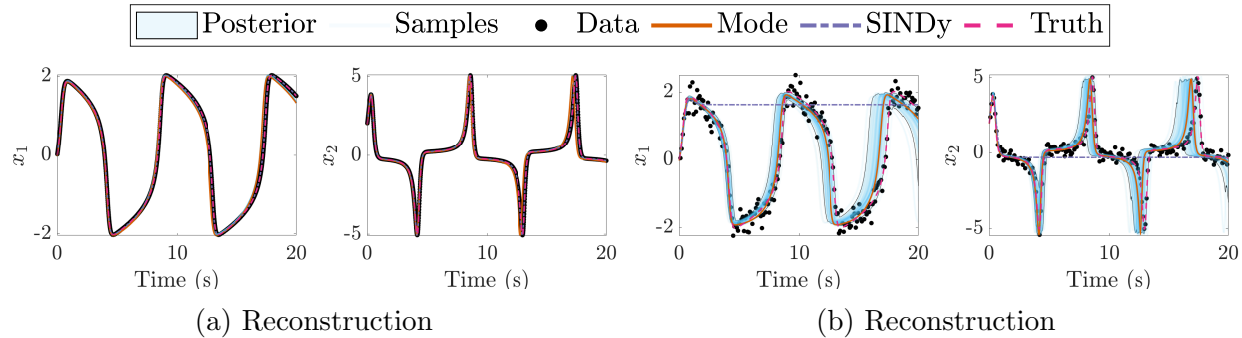 Posterior Samples Data Mode SINDy Truth
2
0
-2
x₁
0 10 20
Time (s)
5
0
-5
x₂
0 10 20
Time (s)
2
0
-2
x₁
0 10 20
Time (s)
5
0
-5
x₂
0 10 20
Time (s)
(a) Reconstruction
(b) Reconstruction